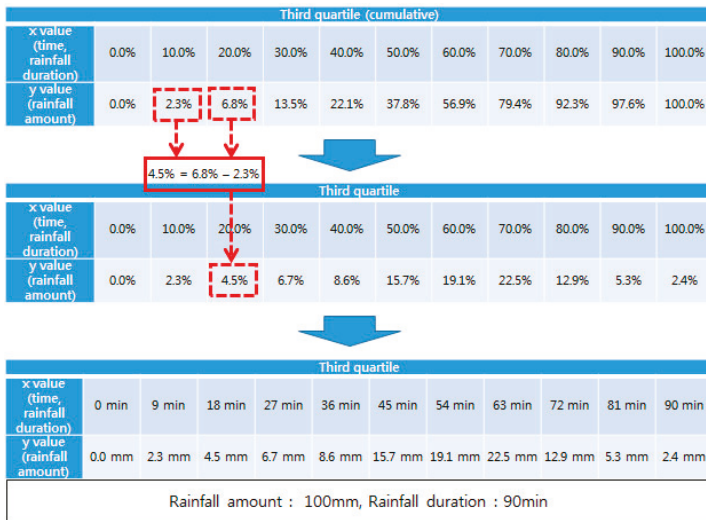 Third quartile (cumulative)
x value (time, rainfall duration) 0.0% 10.0% 20.0% 30.0% 40.0% 50.0% 60.0% 70.0% 80.0% 90.0% 100.0%
y value (rainfall amount) 0.0% 2.3% 6.8% 13.5% 22.1% 37.8% 56.9% 79.4% 92.3% 97.6% 100.0%
4.5% = 6.8% − 2.3%
Third quartile
x value (time, rainfall duration) 0.0% 10.0% 20.0% 30.0% 40.0% 50.0% 60.0% 70.0% 80.0% 90.0% 100.0%
y value (rainfall amount) 0.0% 2.3% 4.5% 6.7% 8.6% 15.7% 19.1% 22.5% 12.9% 5.3% 2.4%
Third quartile
x value (time, rainfall duration) 0 min 9 min 18 min 27 min 36 min 45 min 54 min 63 min 72 min 81 min 90 min
y value (rainfall amount) 0.0 mm 2.3 mm 4.5 mm 6.7 mm 8.6 mm 15.7 mm 19.1 mm 22.5 mm 12.9 mm 5.3 mm 2.4 mm
Rainfall amount : 100mm, Rainfall duration : 90min